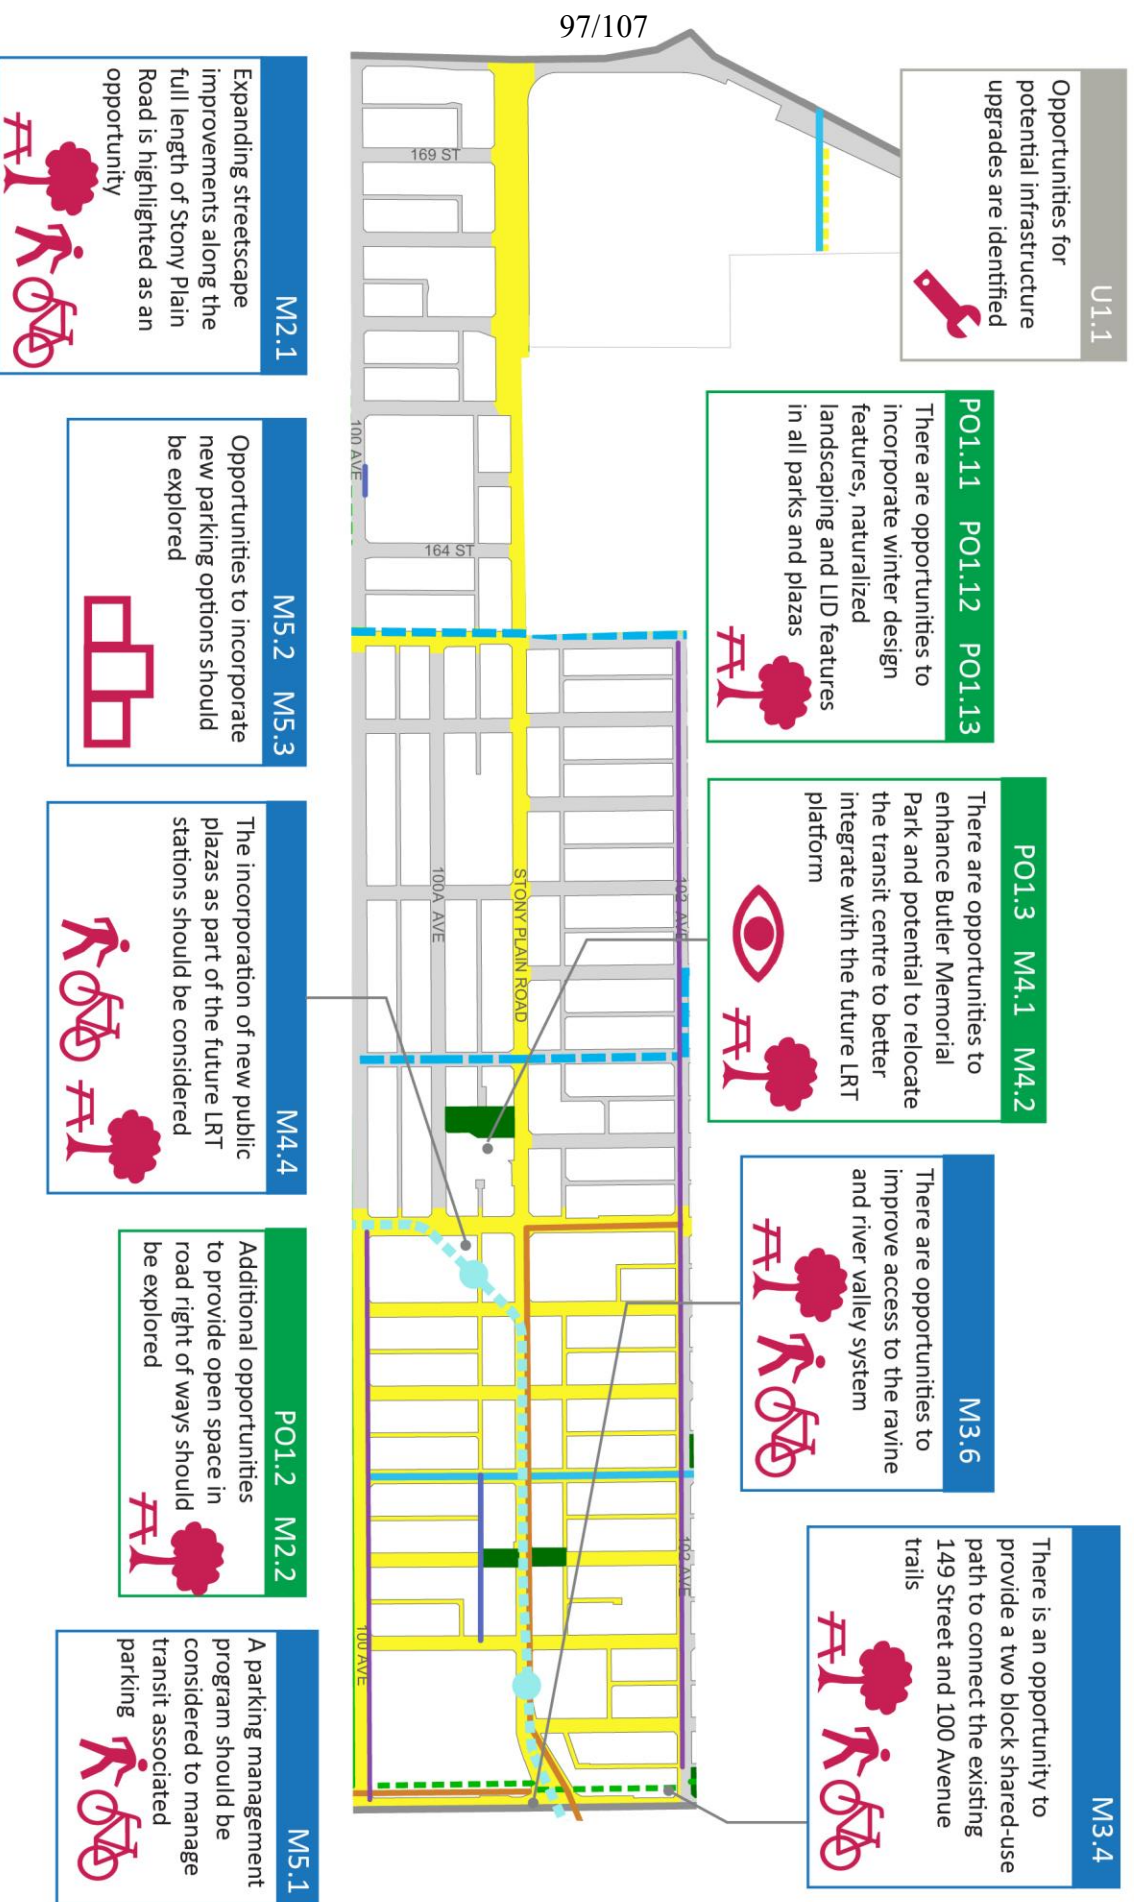 97/107
U1.1
Opportunities for
potential infrastructure
upgrades are identified
PO1.11 PO1.12 PO1.13
There are opportunities to
incorporate winter design
features, naturalized
landscaping and LID features
in all parks and plazas
PO1.3 M4.1 M4.2
There are opportunities to
enhance Butler Memorial
Park and potential to relocate
the transit centre to better
integrate with the future LRT
platform
M3.6
There are opportunities to
improve access to the ravine
and river valley system
M3.4
There is an opportunity to
provide a two block shared-use
path to connect the existing
149 Street and 100 Avenue
trails
102 AVE
102 AVE
STONY PLAIN ROAD
100A AVE
169 ST
164 ST
100 AVE
100 AVE
M2.1
Expanding streetscape
improvements along the
full length of Stony Plain
Road is highlighted as an
opportunity
M5.2 M5.3
Opportunities to incorporate
new parking options should
be explored
M4.4
The incorporation of new public
plazas as part of the future LRT
stations should be considered
PO1.2 M2.2
Additional opportunities
to provide open space in
road right of ways should
be explored
M5.1
A parking management
program should be
considered to manage
transit associated
parking